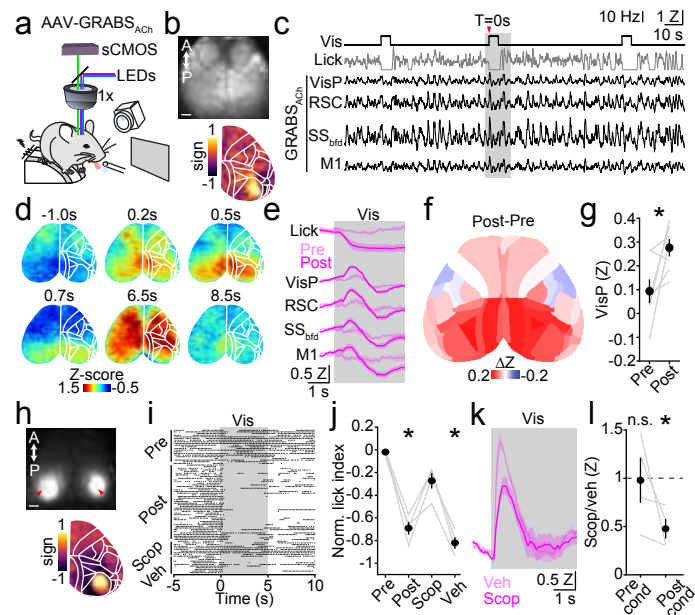 a
AAV-GRABS_ACh
sCMOS
LEDs
1x
b
A
P
sign
1
-1
c
T=0s
10 Hz
1 Z
10 s
Vis
Lick
GRABS_ACh
VisP
RSC
SS_bfd
M1
d
-1.0s
0.2s
0.5s
0.7s
6.5s
8.5s
Z-score
1.5
-0.5
e
Vis
Lick
Pre
Post
VisP
RSC
SS_bfd
M1
0.5 Z
1 s
f
Post-Pre
ΔZ
0.2
-0.2
g
*
VisP (Z)
0.4
0.3
0.2
0.1
0
-0.1
-0.2
Pre
Post
h
A
P
sign
1
-1
i
Vis
Pre
Post
Scop
Veh
-5
0
5
10
Time (s)
j
*
*
Norm. lick index
0
-0.2
-0.4
-0.6
-0.8
-1
Pre
Post
Scop
Veh
k
Vis
Veh
Scop
0.5 Z
1 s
l
n.s.
*
Scop/veh (Z)
1.5
1
0.5
0
Pre
cond
Post
cond